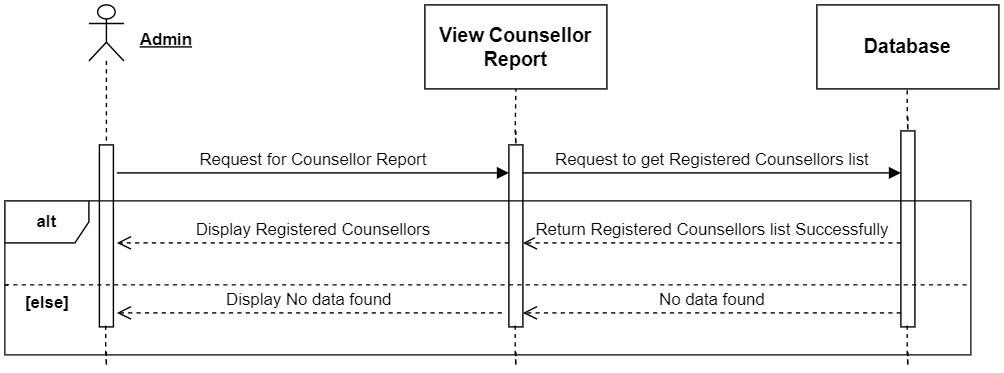 Admin
View Counsellor
Report
Database
Request for Counsellor Report
Request to get Registered Counsellors list
alt
Display Registered Counsellors
Return Registered Counsellors list Successfully
[else]
Display No data found
No data found